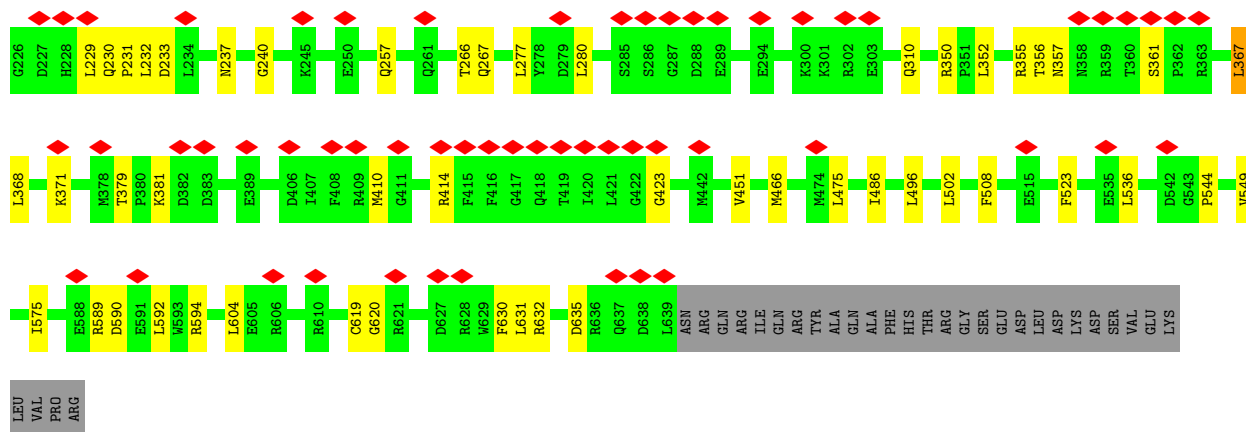 G226 D227 H228 L229 Q230 P231 L232 D233 L234 N237 G240 K245 E250 Q257 Q261 T266 Q267 L277 Y278 D279 L280 S285 S286 G287 D288 E289 E294 K300 K301 R302 E303 Q310 R350 P351 L352 R355 T356 N357 N358 R359 T360 S361 P362 R363 L367
L368 K371 M378 T379 P380 K381 D382 D383 E389 D406 I407 F408 R409 M410 G411 R414 F415 F416 G417 Q418 T419 I420 L421 G422 G423 M442 V451 M466 M474 L475 I486 L496 L502 F508 E515 F523 E535 L536 D542 G543 P544 V549
I575 E588 R589 D590 E591 L592 W593 R594 L604 E605 R606 R610 C619 G620 R621 D627 R628 W629 F630 L631 R632 D635 R636 Q637 D638 L639 ASN ARG GLN ARG ILE GLN ARG TYR ALA GLN ALA PHE HIS THR ARG GLY SER GLU ASP LEU ASP LYS ASP SER VAL GLU LYS
LEU VAL PRO ARG